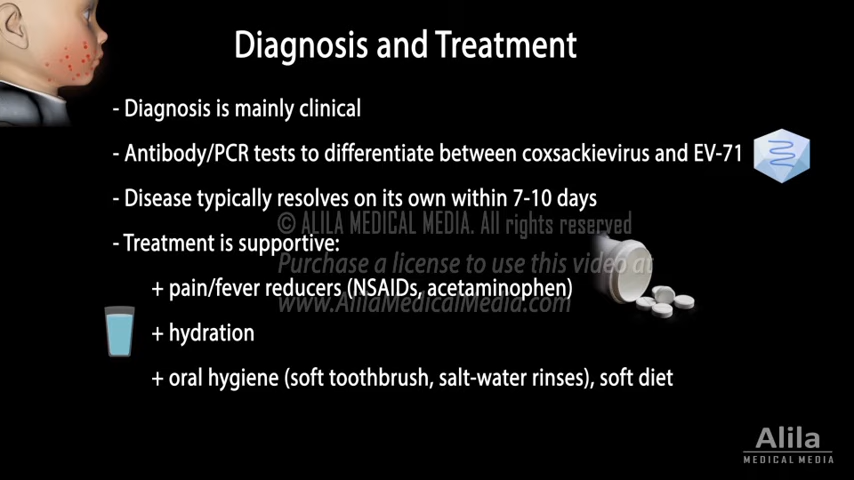 Diagnosis and Treatment
- Diagnosis is mainly clinical
- Antibody/PCR tests to differentiate between coxsackievirus and EV-71
- Disease typically resolves on its own within 7-10 days
© ALILA MEDICAL MEDIA. All rights reserved
- Treatment is supportive:
Purchase a license to use this video at
+ pain/fever reducers (NSAIDs, acetaminophen)
www.AlilaMedicalMedia.com
+ hydration
+ oral hygiene (soft toothbrush, salt-water rinses), soft diet
Alila
MEDICAL MEDIA